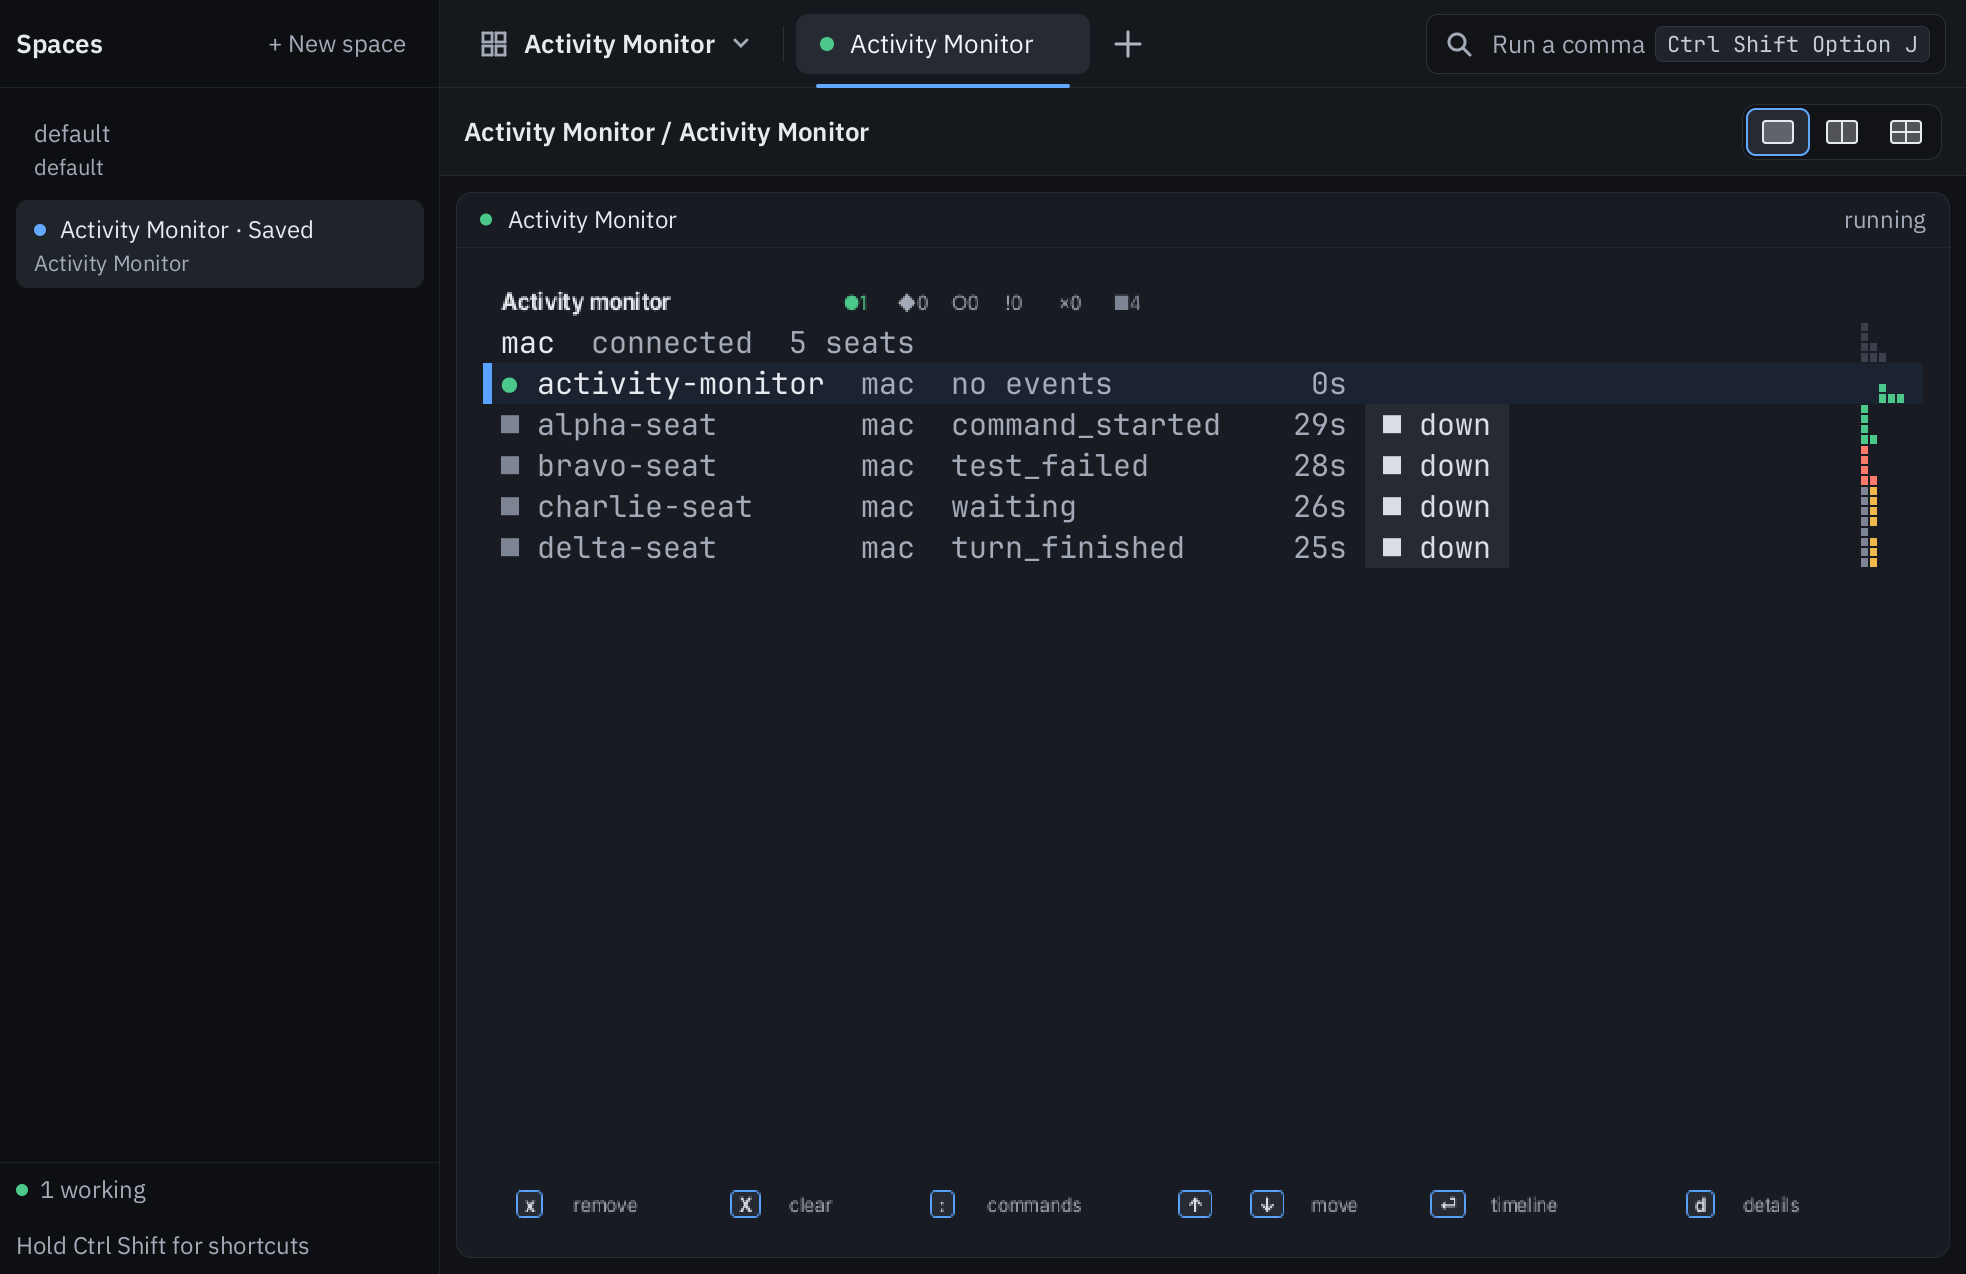 Spaces
+ New space
Activity Monitor
Activity Monitor
Run a comma
Ctrl Shift Option J
default
default
Activity Monitor · Saved
Activity Monitor
Activity Monitor / Activity Monitor
Activity Monitor
running
Activity monitor ●1 ◆0 ○0 !0 ×0 ■4
mac connected 5 seats
activity-monitor mac no events 0s
alpha-seat mac command_started 29s down
bravo-seat mac test_failed 28s down
charlie-seat mac waiting 26s down
delta-seat mac turn_finished 25s down
x remove X clear : commands ↑ ↓ move ↵ timeline d details
1 working
Hold Ctrl Shift for shortcuts